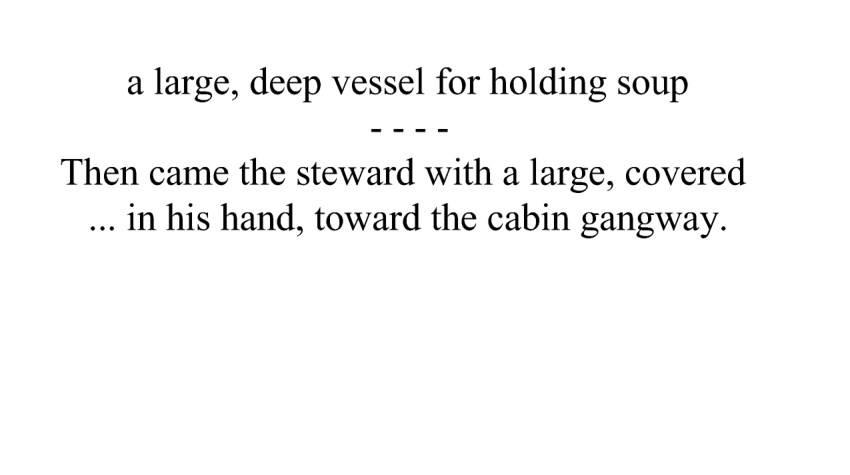 a large, deep vessel for holding soup
- - - -
Then came the steward with a large, covered
... in his hand, toward the cabin gangway.